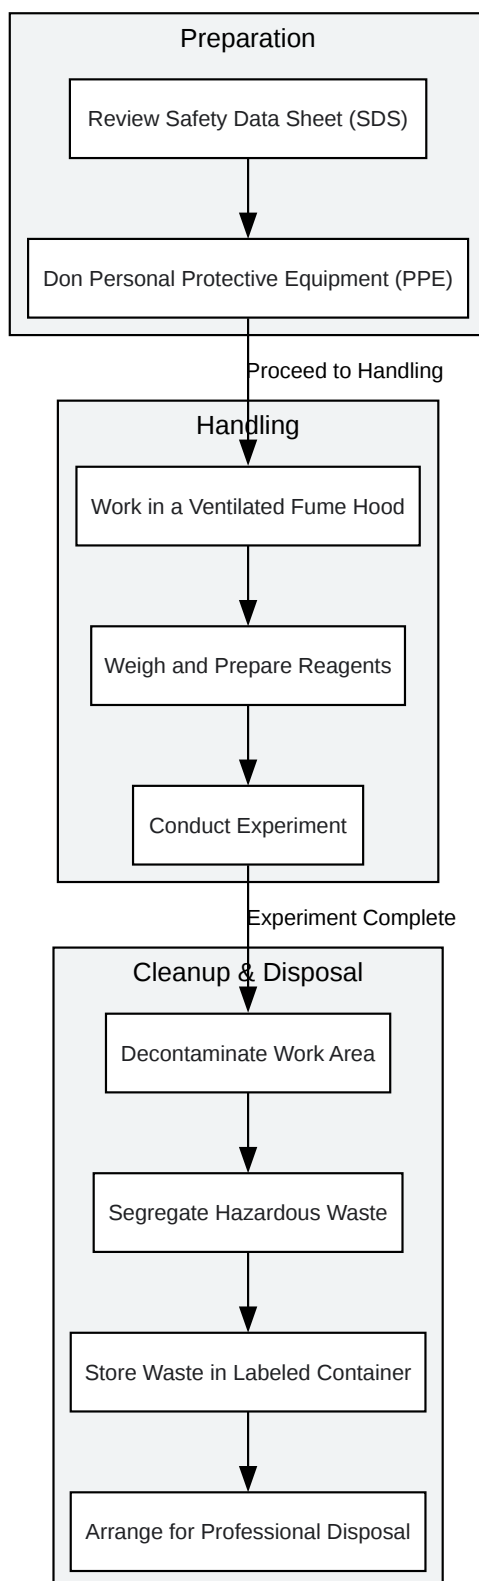 Preparation
Review Safety Data Sheet (SDS)
Don Personal Protective Equipment (PPE)
Proceed to Handling
Handling
Work in a Ventilated Fume Hood
Weigh and Prepare Reagents
Conduct Experiment
Experiment Complete
Cleanup & Disposal
Decontaminate Work Area
Segregate Hazardous Waste
Store Waste in Labeled Container
Arrange for Professional Disposal